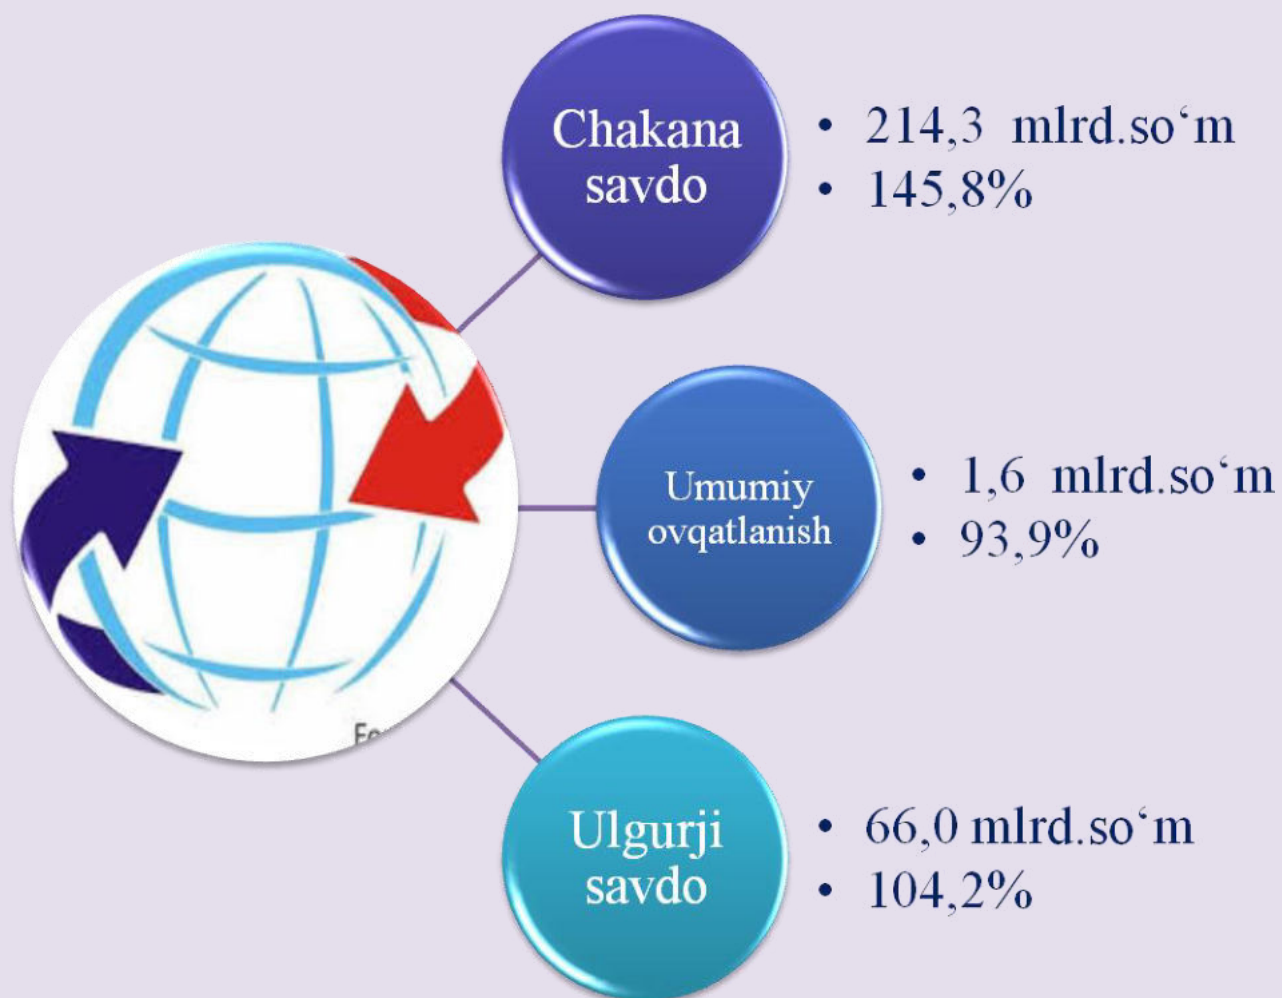 Chakana
savdo
• 214,3 mlrd.so‘m
• 145,8%
Umumiy
ovqatlanish
• 1,6 mlrd.so‘m
• 93,9%
Ulgurji
savdo
• 66,0 mlrd.so‘m
• 104,2%